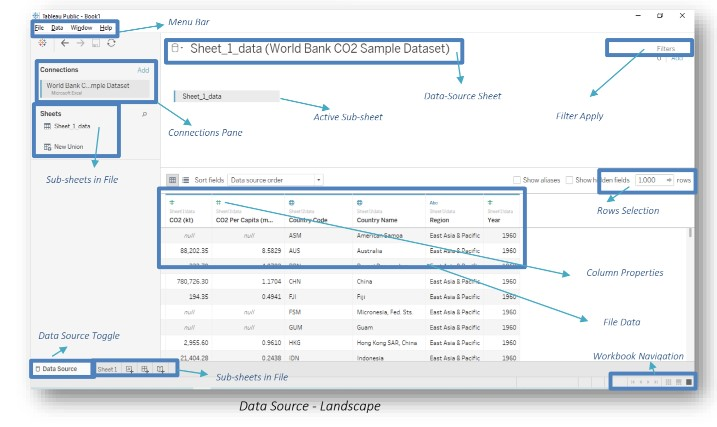 Tableau Public - Book1
File Data Window Help
Menu Bar
Sheet_1_data (World Bank CO2 Sample Dataset)
Filters
0 Add
Connections Add
World Bank C...mple Dataset
Microsoft Excel
Sheet_1_data
Data-Source Sheet
Active Sub-sheet
Filter Apply
Sheets
Sheet_1_data
New Union
Connections Pane
Sub-sheets in File
Sort fields Data source order
Show aliases Show hidden fields 1,000 rows
Rows Selection
Abc
Sheet1data Sheet1data Sheet1data Sheet1data Sheet1data Sheet1data
CO2 (kt) CO2 Per Capita (m... Country Code Country Name Region Year
null null ASM American Samoa East Asia & Pacific 1960
88,202.35 8.5829 AUS Australia East Asia & Pacific 1960
Column Properties
780,726.30 1.1704 CHN China East Asia & Pacific 1960
194.35 0.4941 FJI Fiji East Asia & Pacific 1960
null null FSM Micronesia, Fed. Sts. East Asia & Pacific 1960
File Data
null null GUM Guam East Asia & Pacific 1960
Data Source Toggle
2,955.60 0.9610 HKG Hong Kong SAR, China East Asia & Pacific 1960
21,404.28 0.2438 IDN Indonesia East Asia & Pacific 1960
Workbook Navigation
Data Source Sheet 1
Sub-sheets in File
Data Source - Landscape